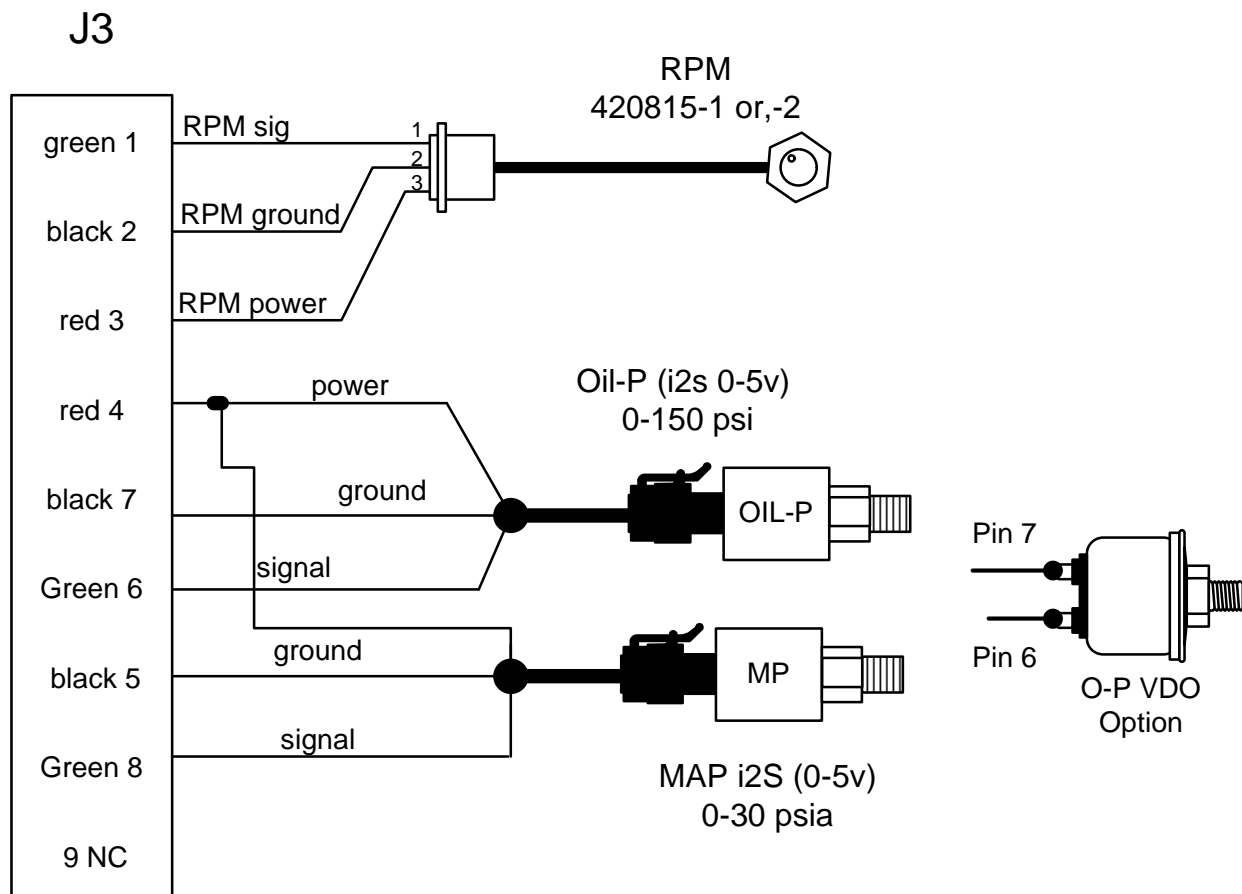 J3
RPM
420815-1 or,-2
green 1
RPM sig
1
2
3
black 2
RPM ground
red 3
RPM power
red 4
power
Oil-P (i2s 0-5v)
0-150 psi
black 7
ground
OIL-P
Green 6
signal
Pin 7
Pin 6
O-P VDO
Option
black 5
ground
MP
Green 8
signal
MAP i2S (0-5v)
0-30 psia
9 NC